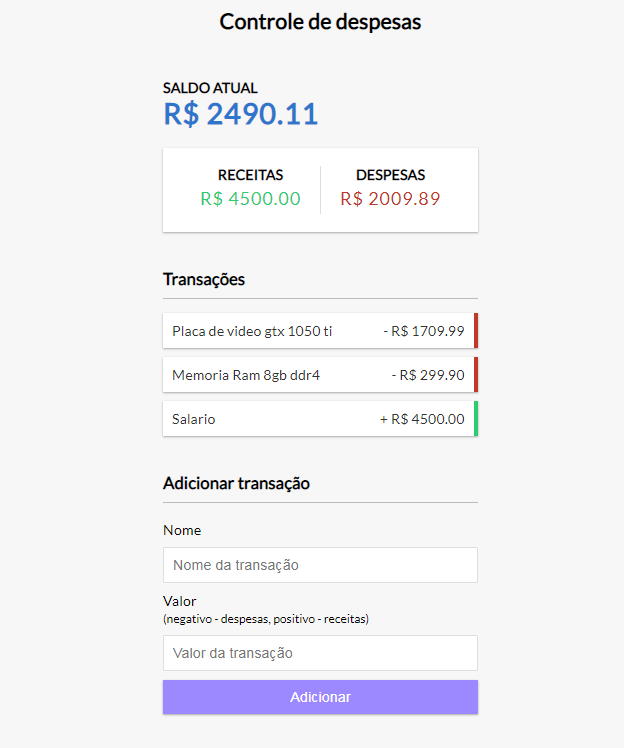 Controle de despesas
SALDO ATUAL
R$ 2490.11
RECEITAS
R$ 4500.00
DESPESAS
R$ 2009.89
Transações
Placa de video gtx 1050 ti - R$ 1709.99
Memoria Ram 8gb ddr4 - R$ 299.90
Salario + R$ 4500.00
Adicionar transação
Nome
Nome da transação
Valor
(negativo - despesas, positivo - receitas)
Valor da transação
Adicionar